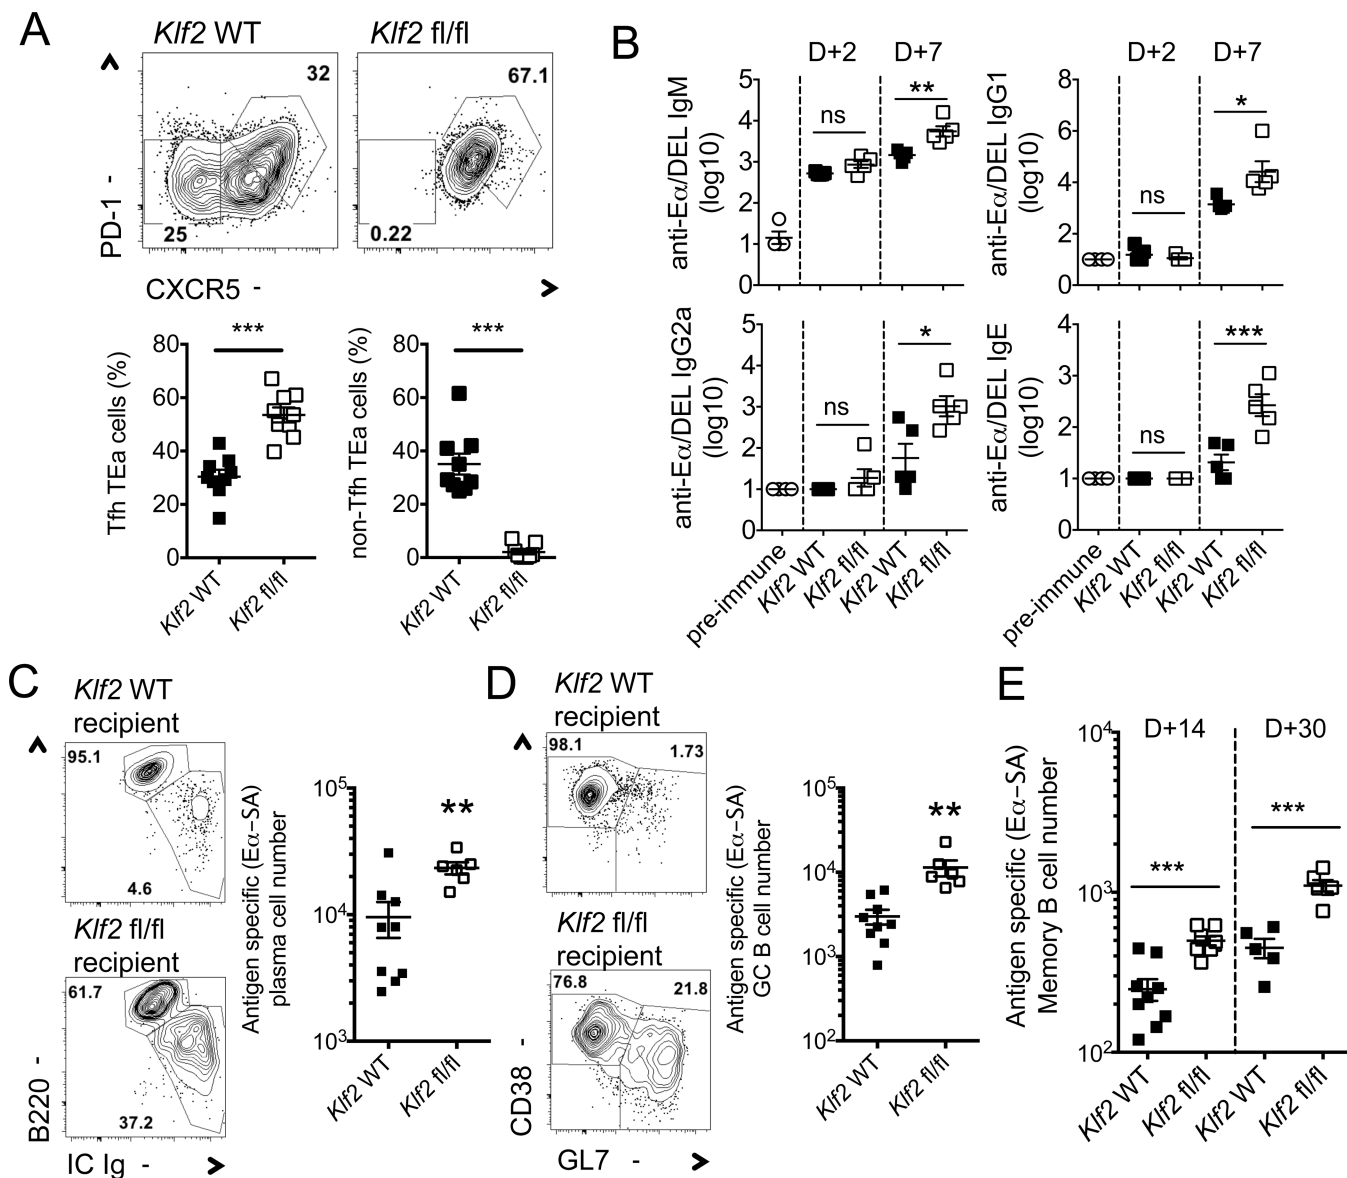 A
Klf2 WT
Klf2 fl/fl
32
67.1
25
0.22
PD-1 -
CXCR5 -
80
60
40
20
0
Tfh TEa cells (%)
***
Klf2 WT
Klf2 fl/fl
80
60
40
20
0
non-Tfh TEa cells (%)
***
Klf2 WT
Klf2 fl/fl
B
D+2
D+7
anti-Eα/DEL IgM
(log10)
5
4
3
2
1
0
ns
**
D+2
D+7
anti-Eα/DEL IgG1
(log10)
8
6
4
2
0
ns
*
anti-Eα/DEL IgG2a
(log10)
5
4
3
2
1
0
ns
*
pre-immune
Klf2 WT
Klf2 fl/fl
Klf2 WT
Klf2 fl/fl
anti-Eα/DEL IgE
(log10)
4
3
2
1
0
ns
***
pre-immune
Klf2 WT
Klf2 fl/fl
Klf2 WT
Klf2 fl/fl
C
Klf2 WT
recipient
95.1
4.6
Klf2 fl/fl
recipient
61.7
37.2
B220 -
IC Ig -
Antigen specific (Eα–SA)
plasma cell number
10^5
10^4
10^3
**
Klf2 WT
Klf2 fl/fl
D
Klf2 WT
recipient
98.1
1.73
Klf2 fl/fl
recipient
76.8
21.8
CD38 -
GL7 -
Antigen specific (Eα–SA)
GC B cell number
10^5
10^4
10^3
10^2
**
Klf2 WT
Klf2 fl/fl
E
D+14
D+30
Antigen specific (Eα–SA)
Memory B cell number
10^4
10^3
10^2
***
***
Klf2 WT
Klf2 fl/fl
Klf2 WT
Klf2 fl/fl